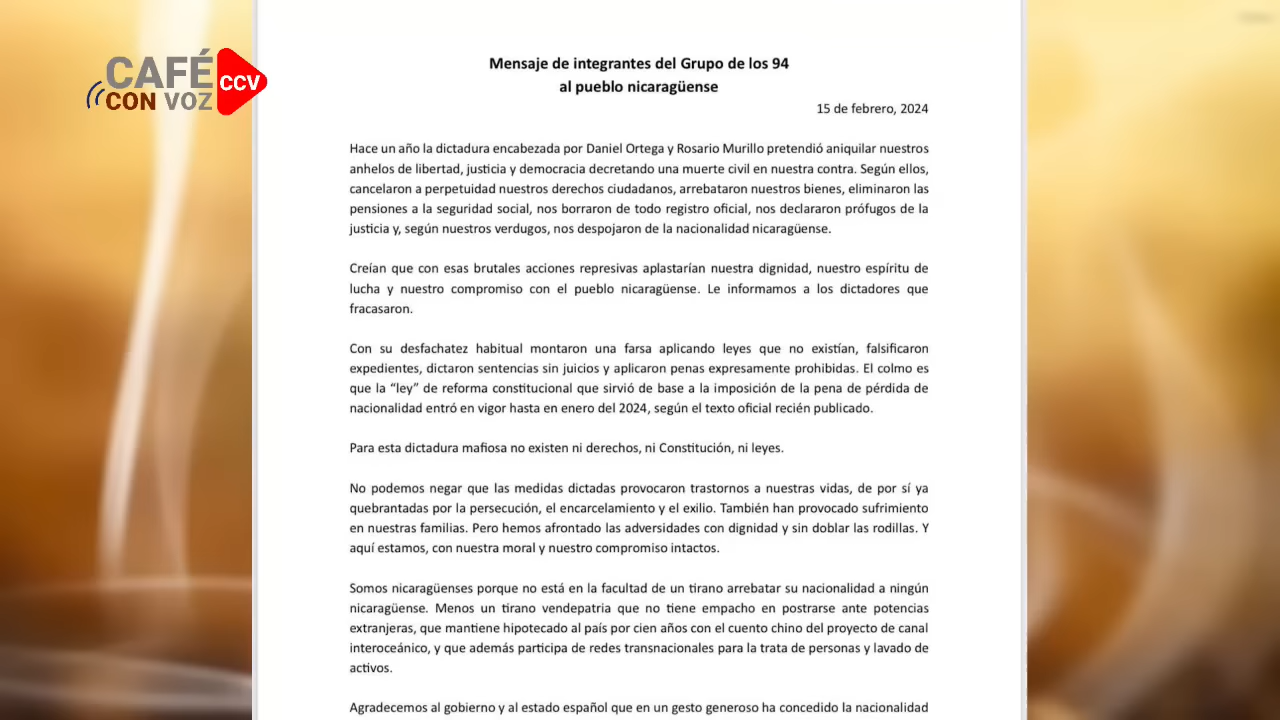 CAFÉ
CON VOZ
CCV
Mensaje de integrantes del Grupo de los 94
al pueblo nicaragüense
15 de febrero, 2024
Hace un año la dictadura encabezada por Daniel Ortega y Rosario Murillo pretendió aniquilar nuestros
anhelos de libertad, justicia y democracia decretando una muerte civil en nuestra contra. Según ellos,
cancelaron a perpetuidad nuestros derechos ciudadanos, arrebataron nuestros bienes, eliminaron las
pensiones a la seguridad social, nos borraron de todo registro oficial, nos declararon prófugos de la
justicia y, según nuestros verdugos, nos despojaron de la nacionalidad nicaragüense.
Creían que con esas brutales acciones represivas aplastarían nuestra dignidad, nuestro espíritu de
lucha y nuestro compromiso con el pueblo nicaragüense. Le informamos a los dictadores que
fracasaron.
Con su desfachatez habitual montaron una farsa aplicando leyes que no existían, falsificaron
expedientes, dictaron sentencias sin juicios y aplicaron penas expresamente prohibidas. El colmo es
que la “ley” de reforma constitucional que sirvió de base a la imposición de la pena de pérdida de
nacionalidad entró en vigor hasta en enero del 2024, según el texto oficial recién publicado.
Para esta dictadura mafiosa no existen ni derechos, ni Constitución, ni leyes.
No podemos negar que las medidas dictadas provocaron trastornos a nuestras vidas, de por sí ya
quebrantadas por la persecución, el encarcelamiento y el exilio. También han provocado sufrimiento
en nuestras familias. Pero hemos afrontado las adversidades con dignidad y sin doblar las rodillas. Y
aquí estamos, con nuestra moral y nuestro compromiso intactos.
Somos nicaragüenses porque no está en la facultad de un tirano arrebatar su nacionalidad a ningún
nicaragüense. Menos un tirano vendepatria que no tiene empacho en postrarse ante potencias
extranjeras, que mantiene hipotecado al país por cien años con el cuento chino del proyecto de canal
interoceánico, y que además participa de redes transnacionales para la trata de personas y lavado de
activos.
Agradecemos al gobierno y al estado español que en un gesto generoso ha concedido la nacionalidad